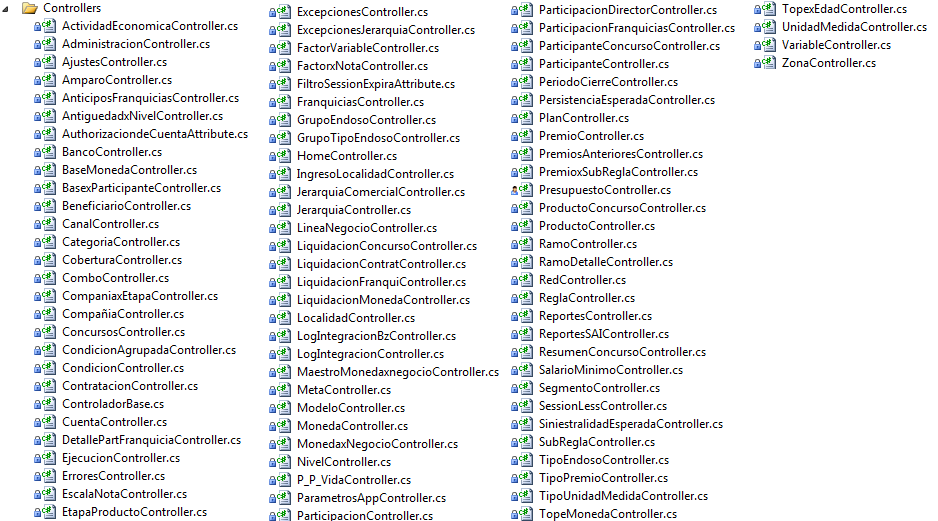 Controllers
ActividadEconomicaController.cs
AdministracionController.cs
AjustesController.cs
AmparoController.cs
AnticiposFranquiciasController.cs
AntiguedadxNivelController.cs
AuthorizaciondeCuentaAttribute.cs
BancoController.cs
BaseMonedaController.cs
BasexParticipanteController.cs
BeneficiarioController.cs
CanalController.cs
CategoriaController.cs
CoberturaController.cs
ComboController.cs
CompaniaxEtapaController.cs
CompañiaController.cs
ConcursosController.cs
CondicionAgrupadaController.cs
CondicionController.cs
ContratacionController.cs
ControladorBase.cs
CuentaController.cs
DetallePartFranquiciaController.cs
EjecucionController.cs
ErroresController.cs
EscalaNotaController.cs
EtapaProductoController.cs
ExcepcionesController.cs
ExcepcionesJerarquiaController.cs
FactorVariableController.cs
FactorxNotaController.cs
FiltroSessionExpiraAttribute.cs
FranquiciasController.cs
GrupoEndosoController.cs
GrupoTipoEndosoController.cs
HomeController.cs
IngresoLocalidadController.cs
JerarquiaComercialController.cs
JerarquiaController.cs
LineaNegocioController.cs
LiquidacionConcursoController.cs
LiquidacionContratController.cs
LiquidacionFranquiController.cs
LiquidacionMonedaController.cs
LocalidadController.cs
LogIntegracionBzController.cs
LogIntegracionController.cs
MaestroMonedaxnegocioController.cs
MetaController.cs
ModeloController.cs
MonedaController.cs
MonedaxNegocioController.cs
NivelController.cs
P_P_VidaController.cs
ParametrosAppController.cs
ParticipacionController.cs
ParticipacionDirectorController.cs
ParticipacionFranquiciasController.cs
ParticipanteConcursoController.cs
ParticipanteController.cs
PeriodoCierreController.cs
PersistenciaEsperadaController.cs
PlanController.cs
PremioController.cs
PremiosAnterioresController.cs
PremioxSubReglaController.cs
PresupuestoController.cs
ProductoConcursoController.cs
ProductoController.cs
RamoController.cs
RamoDetalleController.cs
RedController.cs
ReglaController.cs
ReportesController.cs
ReportesSAIController.cs
ResumenConcursoController.cs
SalarioMinimoController.cs
SegmentoController.cs
SessionLessController.cs
SiniestralidadEsperadaController.cs
SubReglaController.cs
TipoEndosoController.cs
TipoPremioController.cs
TipoUnidadMedidaController.cs
TopeMonedaController.cs
TopexEdadController.cs
UnidadMedidaController.cs
VariableController.cs
ZonaController.cs